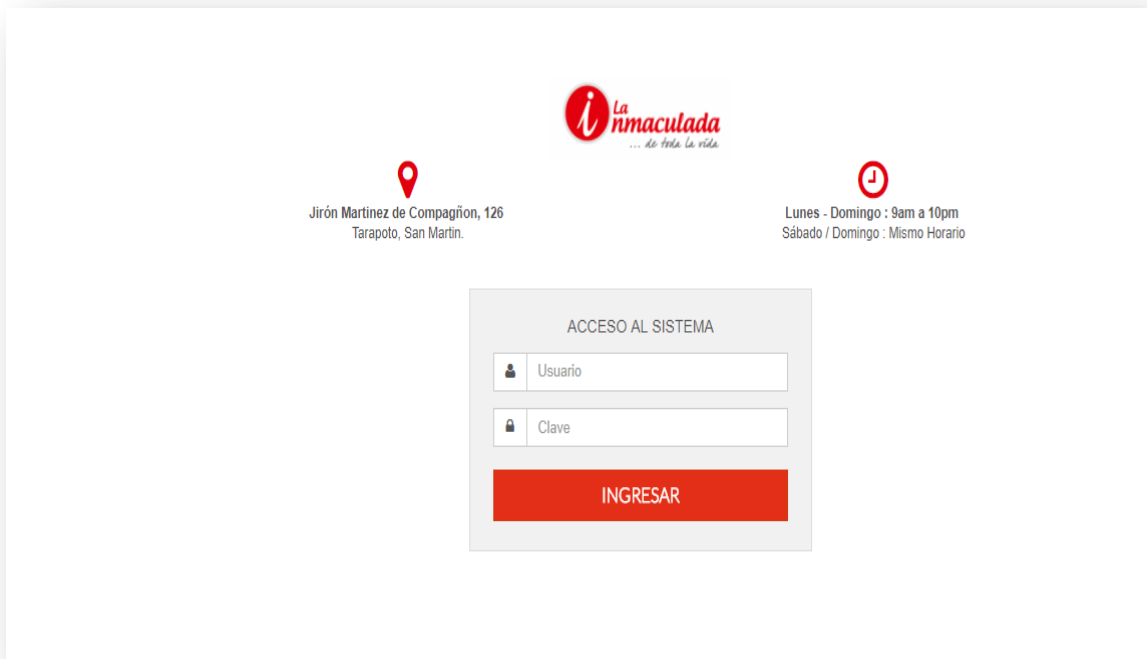 La
inmaculada
... de toda la vida
Jirón Martinez de Compagñon, 126
Tarapoto, San Martin.
Lunes - Domingo : 9am a 10pm
Sábado / Domingo : Mismo Horario
ACCESO AL SISTEMA
Usuario
Clave
INGRESAR